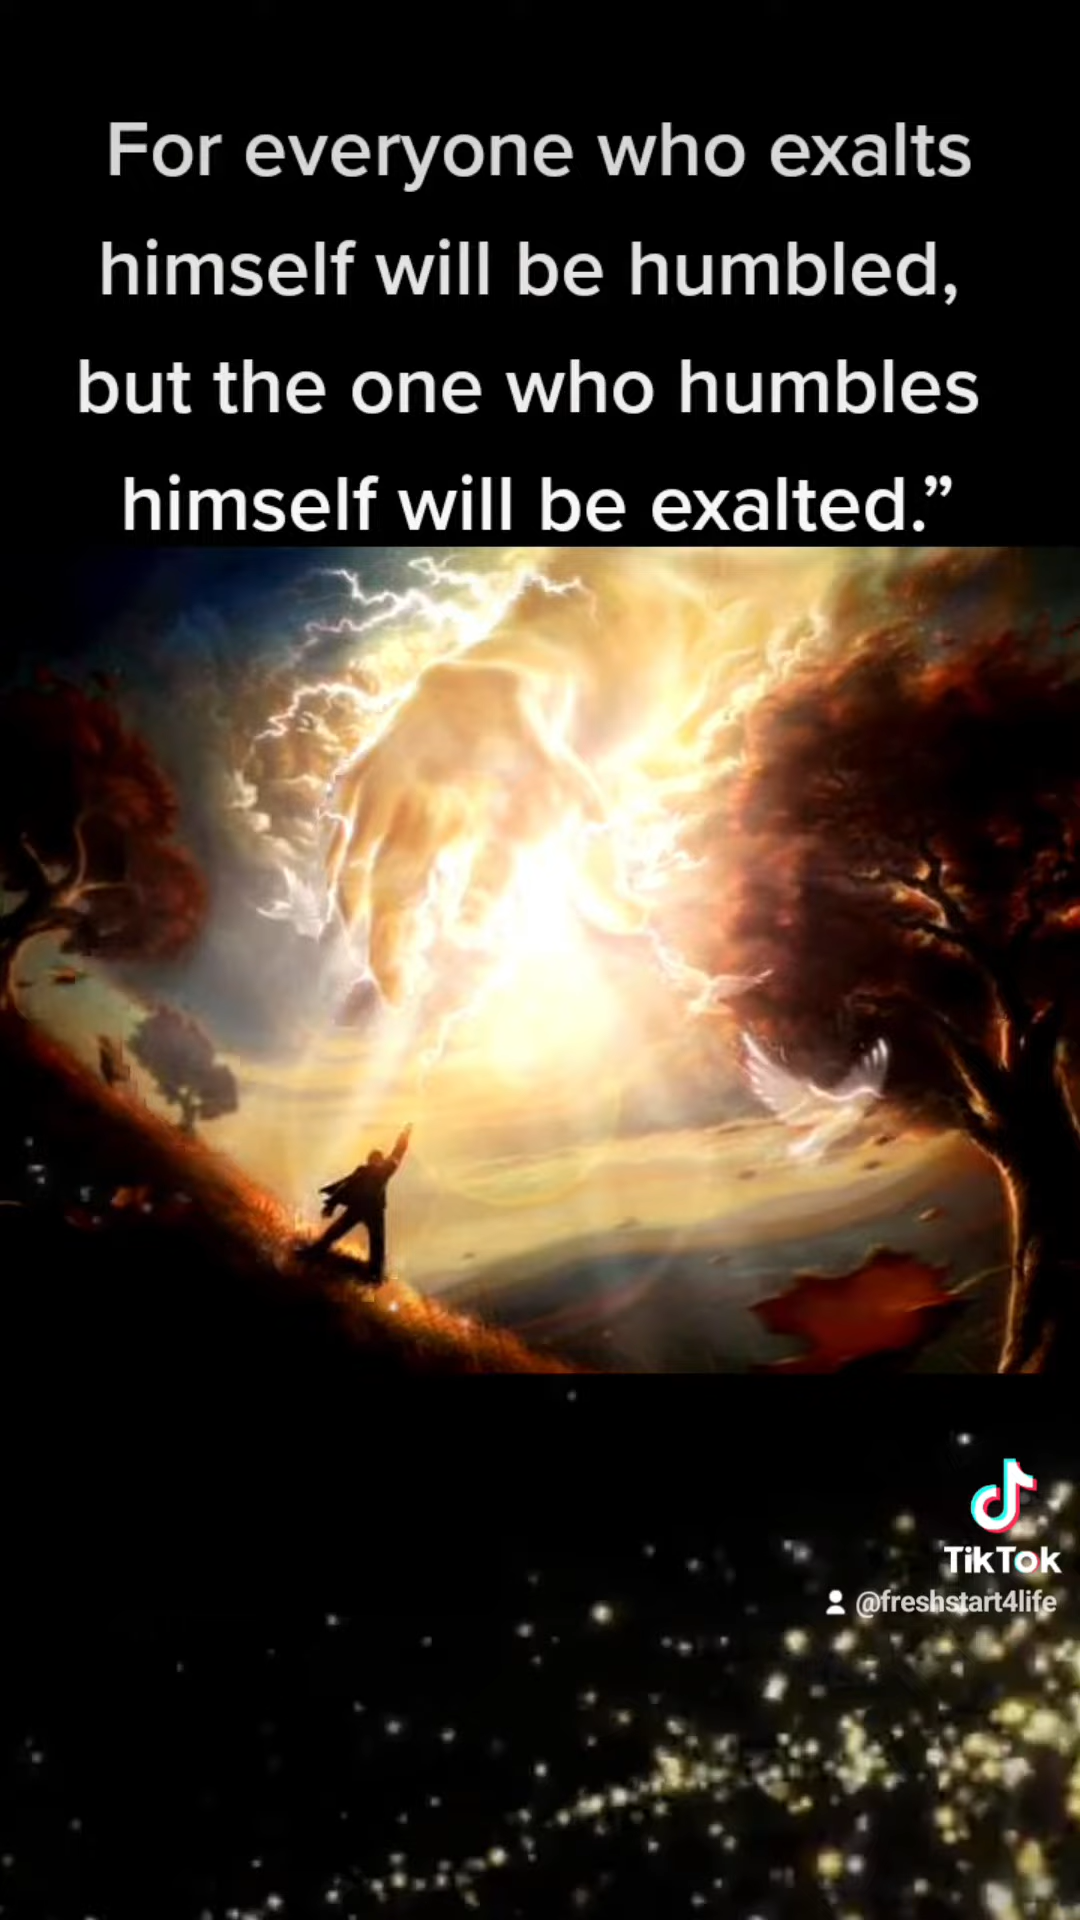 For everyone who exalts
himself will be humbled,
but the one who humbles
himself will be exalted.”
TikTok
@freshstart4life